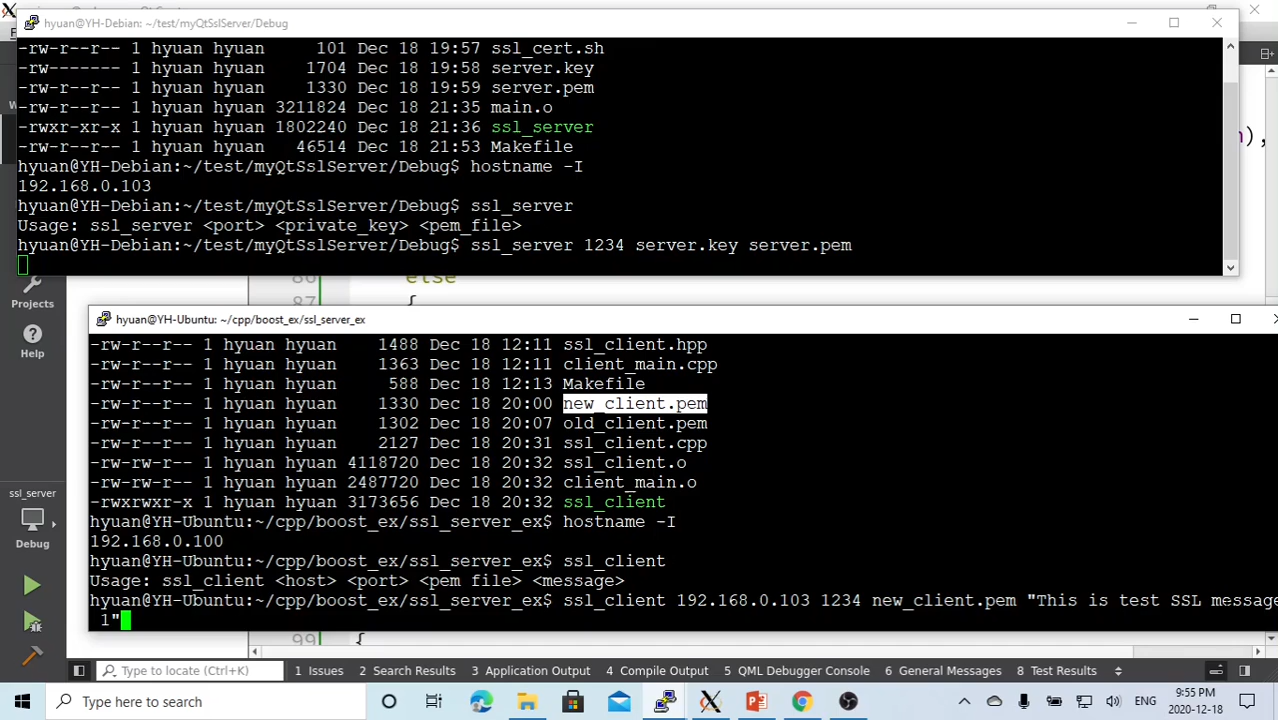 hyuan@YH-Debian: ~/test/myQtSslServer/Debug
-rw-r--r-- 1 hyuan hyuan 101 Dec 18 19:57 ssl_cert.sh
-rw------- 1 hyuan hyuan 1704 Dec 18 19:58 server.key
-rw-r--r-- 1 hyuan hyuan 1330 Dec 18 19:59 server.pem
-rw-r--r-- 1 hyuan hyuan 3211824 Dec 18 21:35 main.o
-rwxr-xr-x 1 hyuan hyuan 1802240 Dec 18 21:36 ssl_server
-rw-r--r-- 1 hyuan hyuan 46514 Dec 18 21:53 Makefile
hyuan@YH-Debian:~/test/myQtSslServer/Debug$ hostname -I
192.168.0.103
hyuan@YH-Debian:~/test/myQtSslServer/Debug$ ssl_server
Usage: ssl_server <port> <private_key> <pem_file>
hyuan@YH-Debian:~/test/myQtSslServer/Debug$ ssl_server 1234 server.key server.pem
else
87 {
Projects
Help
hyuan@YH-Ubuntu: ~/cpp/boost_ex/ssl_server_ex
-rw-r--r-- 1 hyuan hyuan 1488 Dec 18 12:11 ssl_client.hpp
-rw-r--r-- 1 hyuan hyuan 1363 Dec 18 12:11 client_main.cpp
-rw-r--r-- 1 hyuan hyuan 588 Dec 18 12:13 Makefile
-rw-r--r-- 1 hyuan hyuan 1330 Dec 18 20:00 new_client.pem
-rw-r--r-- 1 hyuan hyuan 1302 Dec 18 20:07 old_client.pem
-rw-r--r-- 1 hyuan hyuan 2127 Dec 18 20:31 ssl_client.cpp
-rw-rw-r-- 1 hyuan hyuan 4118720 Dec 18 20:32 ssl_client.o
-rw-rw-r-- 1 hyuan hyuan 2487720 Dec 18 20:32 client_main.o
-rwxrwxr-x 1 hyuan hyuan 3173656 Dec 18 20:32 ssl_client
hyuan@YH-Ubuntu:~/cpp/boost_ex/ssl_server_ex$ hostname -I
192.168.0.100
hyuan@YH-Ubuntu:~/cpp/boost_ex/ssl_server_ex$ ssl_client
Usage: ssl_client <host> <port> <pem file> <message>
hyuan@YH-Ubuntu:~/cpp/boost_ex/ssl_server_ex$ ssl_client 192.168.0.103 1234 new_client.pem "This is test SSL message
1"
ssl_server
Debug
99 {
Type to locate (Ctrl+K) 1 Issues 2 Search Results 3 Application Output 4 Compile Output 5 QML Debugger Console 6 General Messages 8 Test Results
Type here to search
ENG
9:55 PM
2020-12-18